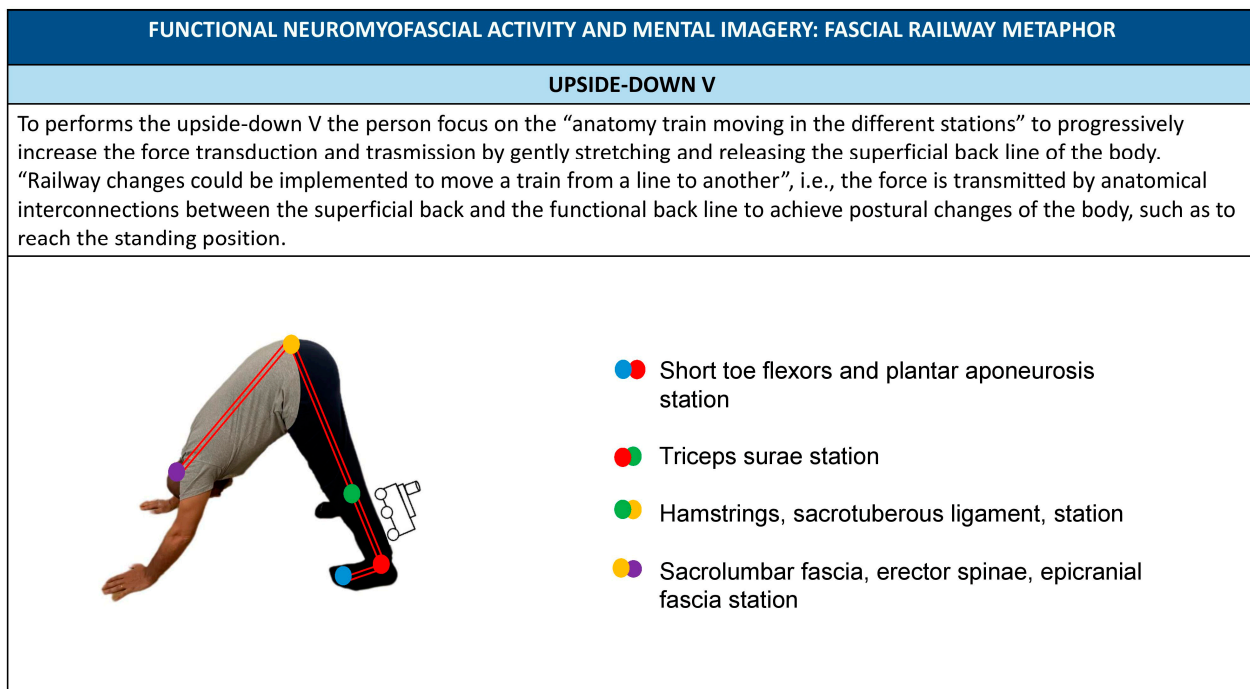 FUNCTIONAL NEUROMYOFASCIAL ACTIVITY AND MENTAL IMAGERY: FASCIAL RAILWAY METAPHOR
UPSIDE-DOWN V
To performs the upside-down V the person focus on the “anatomy train moving in the different stations” to progressively
increase the force transduction and trasmission by gently stretching and releasing the superficial back line of the body.
“Railway changes could be implemented to move a train from a line to another”, i.e., the force is transmitted by anatomical
interconnections between the superficial back and the functional back line to achieve postural changes of the body, such as to
reach the standing position.
Short toe flexors and plantar aponeurosis
station
Triceps surae station
Hamstrings, sacrotuberous ligament, station
Sacrolumbar fascia, erector spinae, epicranial
fascia station